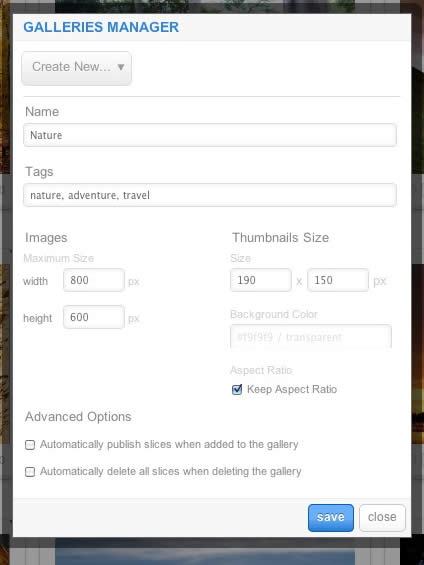 GALLERIES MANAGER
Create New...
Name
Nature
Tags
nature, adventure, travel
Images
Thumbnails Size
Maximum Size
Size
width 800 px
190 x 150 px
height 600 px
Background Color
#f9f9f9 / transparent
Aspect Ratio
Keep Aspect Ratio
Advanced Options
Automatically publish slices when added to the gallery
Automatically delete all slices when deleting the gallery
save close